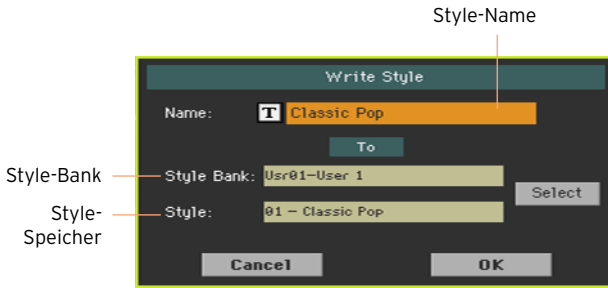 Style-Name
Write Style
Name: T Classic Pop
To
Style-Bank
Style Bank: Usr01-User 1
Select
Style-
Speicher
Style: 01 - Classic Pop
Cancel OK